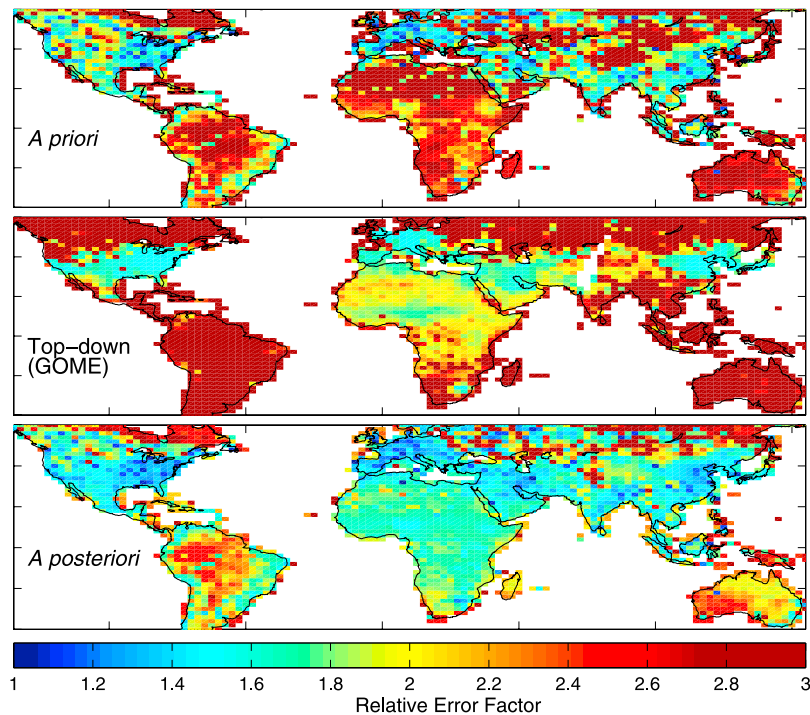 A priori
Top-down
(GOME)
A posteriori
1 1.2 1.4 1.6 1.8 2 2.2 2.4 2.6 2.8 3
Relative Error Factor